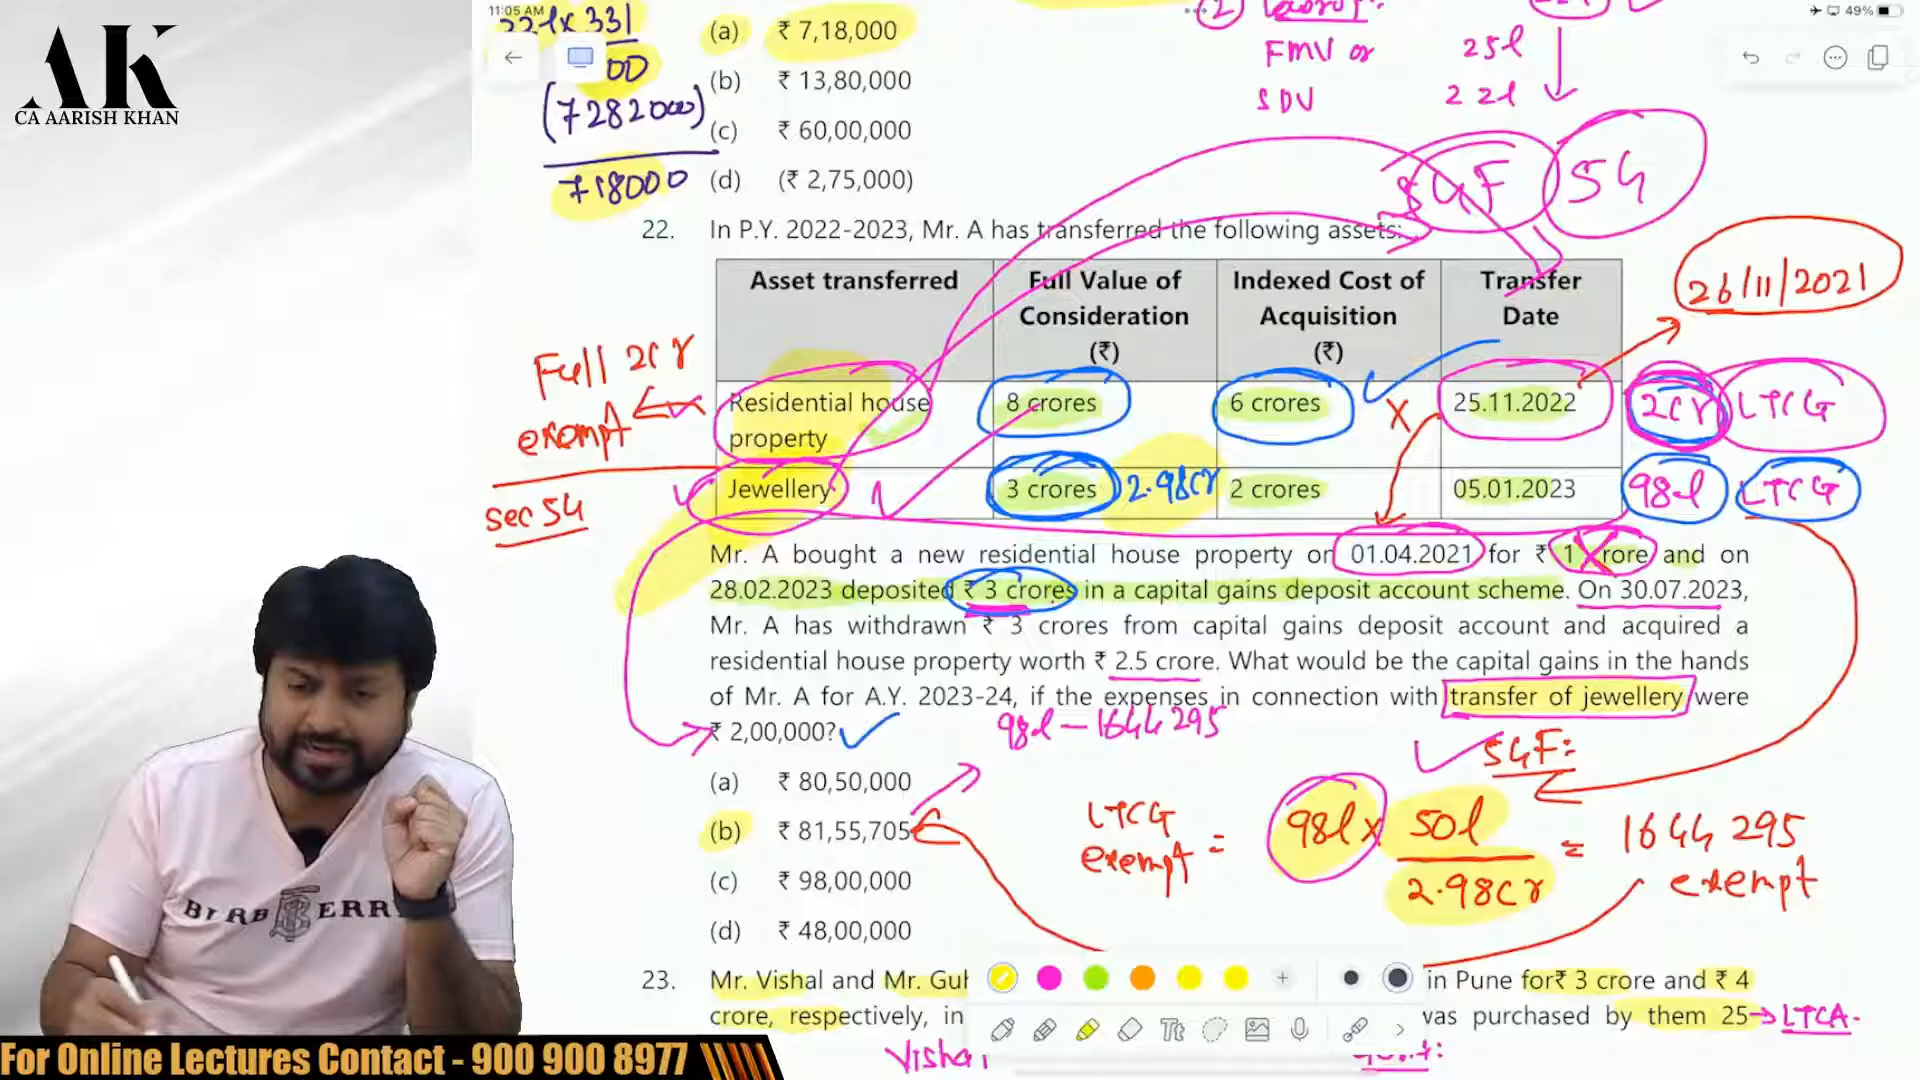 11:05 AM
49%
AK
CA AARISH KHAN
22l x 331
(7282000)
718000
(a) ₹ 7,18,000
(b) ₹ 13,80,000
(c) ₹ 60,00,000
(d) (₹ 2,75,000)
2
FMV or 25l
SDV 22l
54F 54
22. In P.Y. 2022-2023, Mr. A has transferred the following assets:
26/11/2021
Asset transferred Full Value of Consideration (₹) Indexed Cost of Acquisition (₹) Transfer Date
Residential house property 8 crores 6 crores 25.11.2022 2cr LTCG
Jewellery 3 crores 2.98cr 2 crores 05.01.2023 98l LTCG
Full 2cr
exempt
sec 54
Mr. A bought a new residential house property on 01.04.2021 for ₹ 1 crore and on
28.02.2023 deposited ₹ 3 crores in a capital gains deposit account scheme. On 30.07.2023,
Mr. A has withdrawn ₹ 3 crores from capital gains deposit account and acquired a
residential house property worth ₹ 2.5 crore. What would be the capital gains in the hands
of Mr. A for A.Y. 2023-24, if the expenses in connection with transfer of jewellery were
₹ 2,00,000?
98l - 1644295
54F:
(a) ₹ 80,50,000
(b) ₹ 81,55,705
(c) ₹ 98,00,000
(d) ₹ 48,00,000
LTCG
exempt = 98l x 50l / 2.98cr = 1644295
exempt
23. Mr. Vishal and Mr. in Pune for₹ 3 crore and ₹ 4
crore, respectively, in was purchased by them 25 → LTCA.
Tt
BURBERRY
For Online Lectures Contact - 900 900 8977